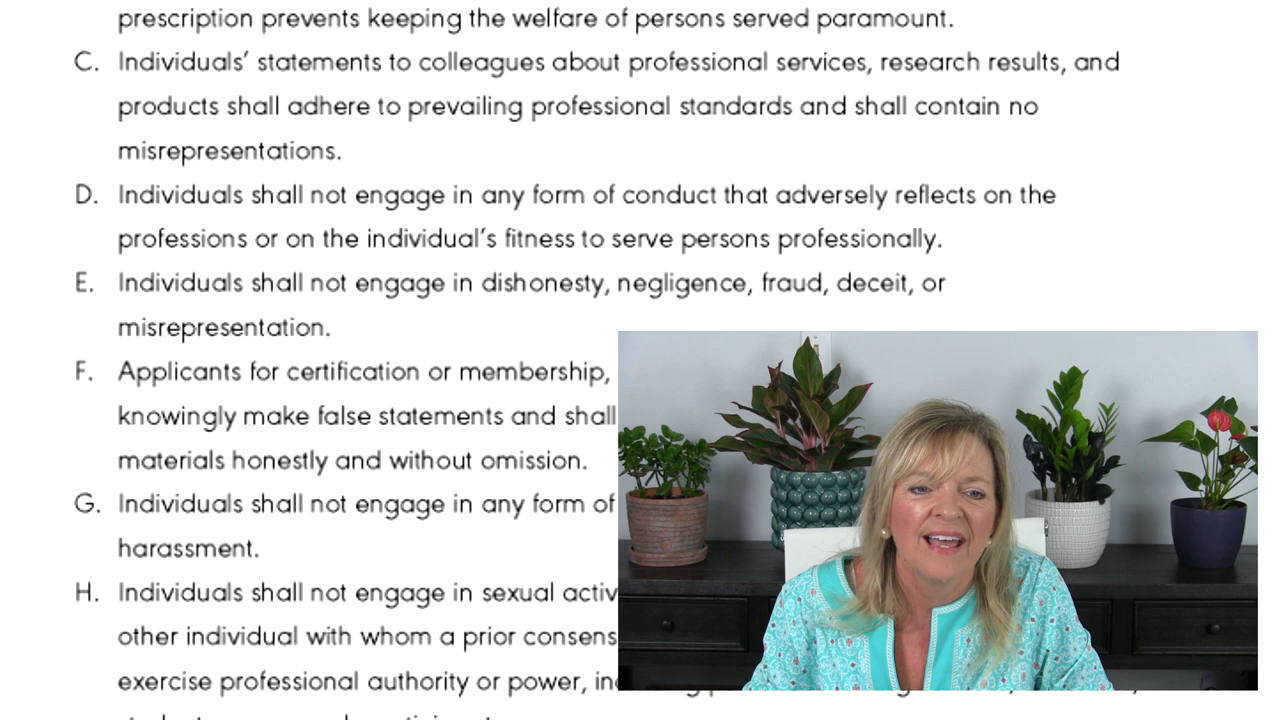 prescription prevents keeping the welfare of persons served paramount.
C. Individuals’ statements to colleagues about professional services, research results, and
products shall adhere to prevailing professional standards and shall contain no
misrepresentations.
D. Individuals shall not engage in any form of conduct that adversely reflects on the
professions or on the individual’s fitness to serve persons professionally.
E. Individuals shall not engage in dishonesty, negligence, fraud, deceit, or
misrepresentation.
F. Applicants for certification or membership,
knowingly make false statements and shall
materials honestly and without omission.
G. Individuals shall not engage in any form of
harassment.
H. Individuals shall not engage in sexual
other individual with whom a prior
exercise professional authority or power,